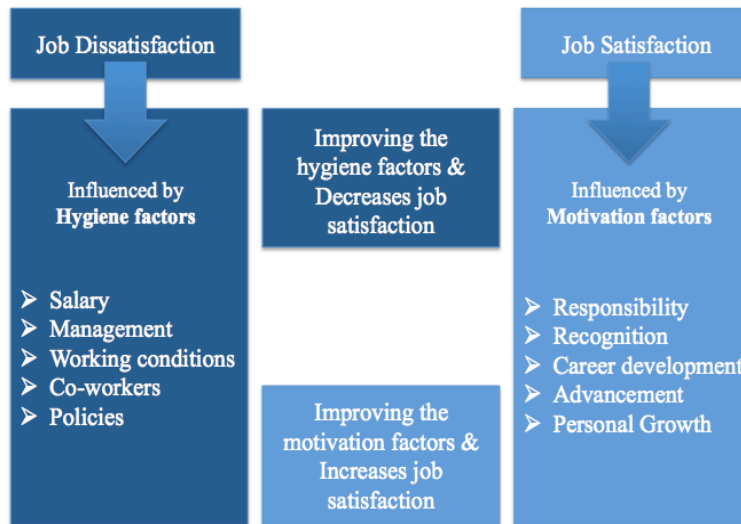 Job Dissatisfaction
Influenced by
Hygiene factors
➢ Salary
➢ Management
➢ Working conditions
➢ Co-workers
➢ Policies
Improving the
hygiene factors &
Decreases job
satisfaction
Improving the
motivation factors &
Increases job
satisfaction
Job Satisfaction
Influenced by
Motivation factors
➢ Responsibility
➢ Recognition
➢ Career development
➢ Advancement
➢ Personal Growth